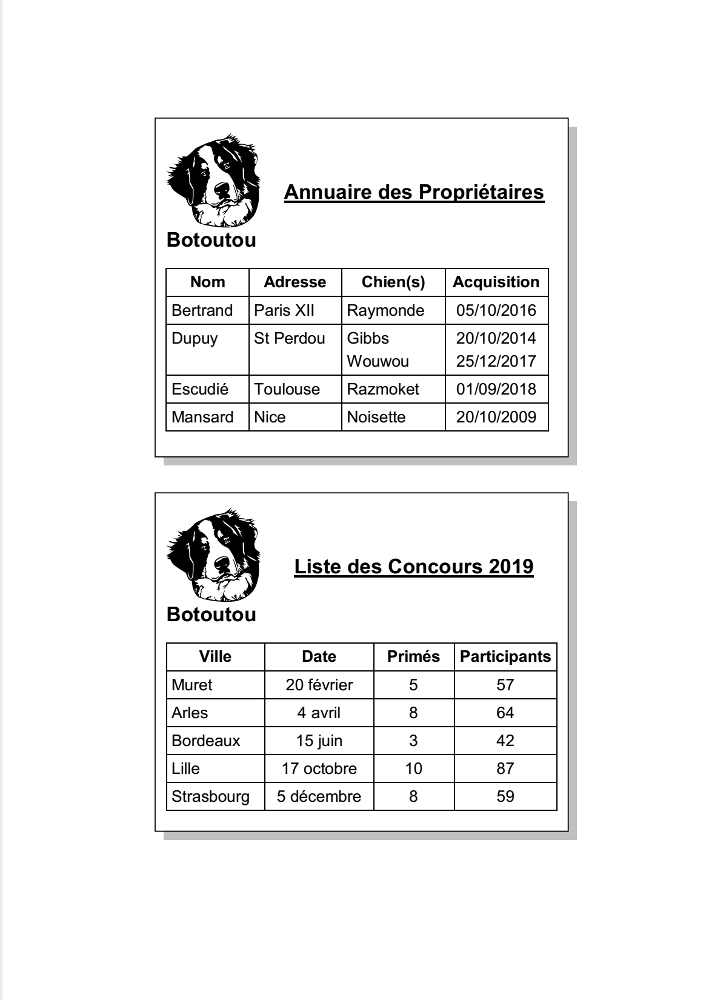 Annuaire des Propriétaires
Botoutou
Nom Adresse Chien(s) Acquisition
Bertrand Paris XII Raymonde 05/10/2016
Dupuy St Perdou Gibbs 20/10/2014
Wouwou 25/12/2017
Escudié Toulouse Razmoket 01/09/2018
Mansard Nice Noisette 20/10/2009
Liste des Concours 2019
Botoutou
Ville Date Primés Participants
Muret 20 février 5 57
Arles 4 avril 8 64
Bordeaux 15 juin 3 42
Lille 17 octobre 10 87
Strasbourg 5 décembre 8 59